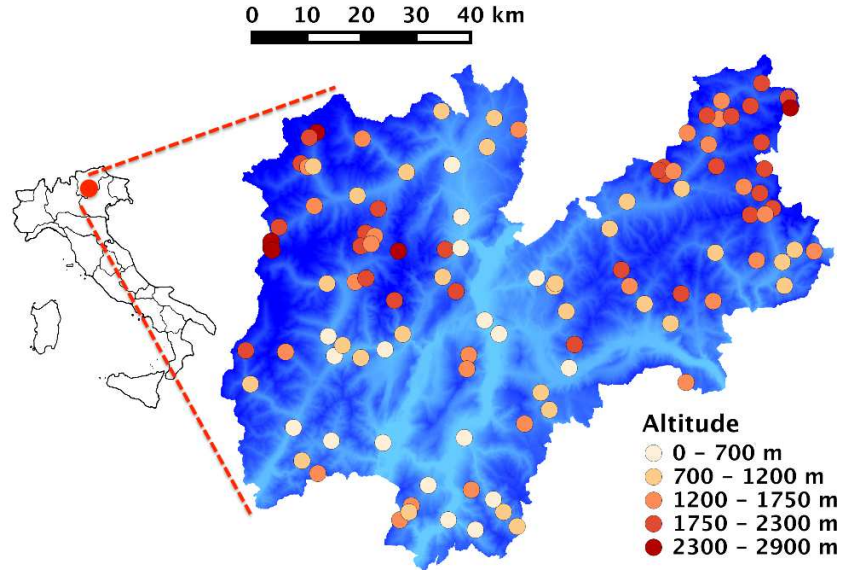 0 10 20 30 40 km
Altitude
0 – 700 m
700 – 1200 m
1200 – 1750 m
1750 – 2300 m
2300 – 2900 m